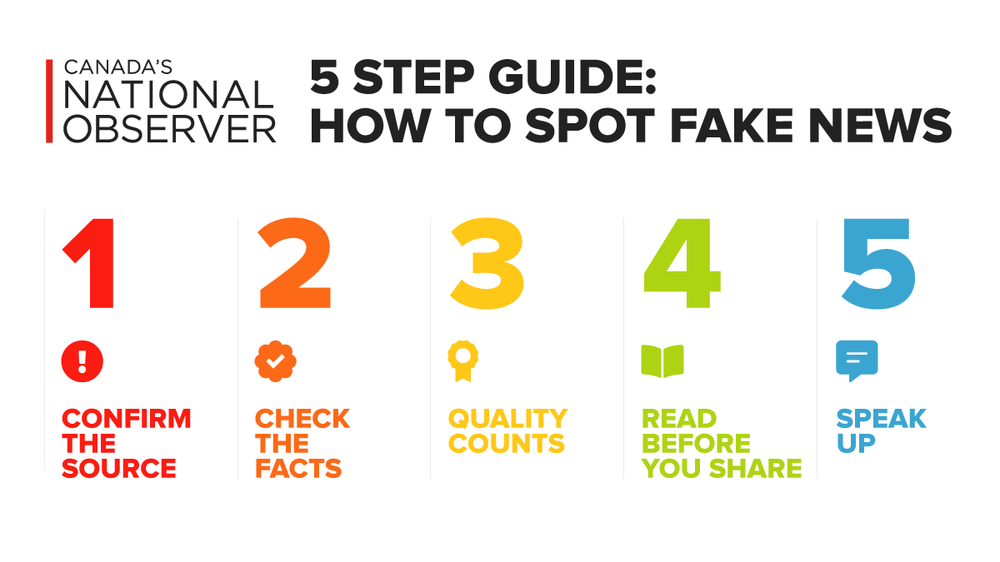 CANADA'S
NATIONAL
OBSERVER
5 STEP GUIDE:
HOW TO SPOT FAKE NEWS
1
CONFIRM
THE
SOURCE
2
CHECK
THE
FACTS
3
QUALITY
COUNTS
4
READ
BEFORE
YOU SHARE
5
SPEAK
UP